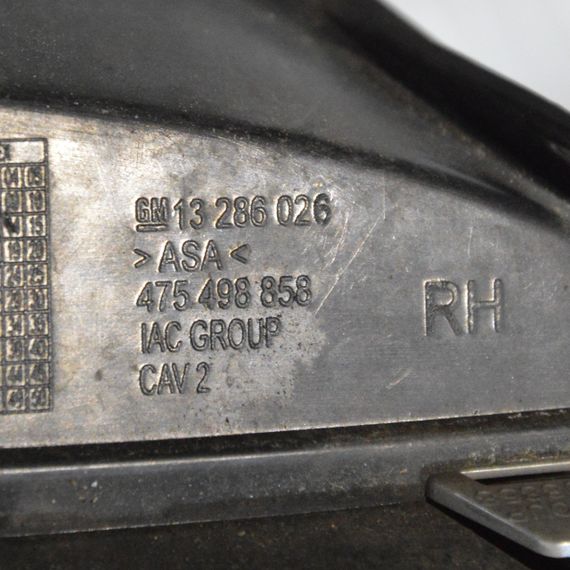 GM 13 286 026
>ASA<
475 498 858
IAC GROUP
CAV 2
RH